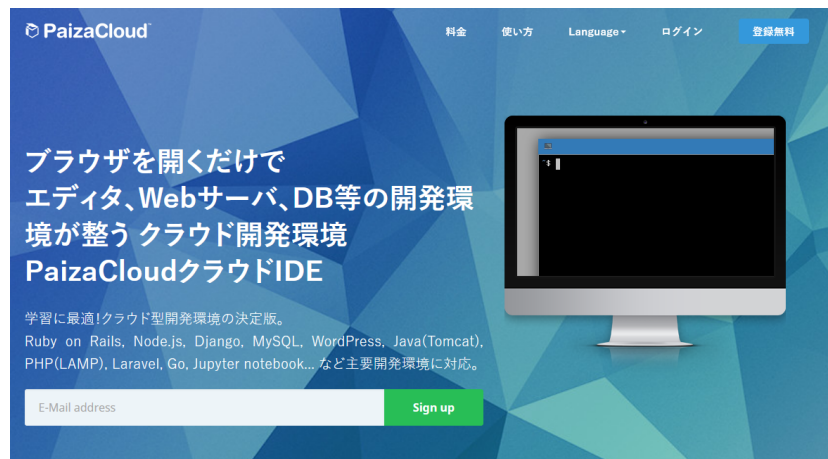 PaizaCloud
料金 使い方 Language ログイン 登録無料
ブラウザを開くだけで
エディタ、Webサーバ、DB等の開発環
境が整う クラウド開発環境
PaizaCloudクラウドIDE
~$
学習に最適!クラウド型開発環境の決定版。
Ruby on Rails, Node.js, Django, MySQL, WordPress, Java(Tomcat),
PHP(LAMP), Laravel, Go, Jupyter notebook... など主要開発環境に対応。
E-Mail address Sign up